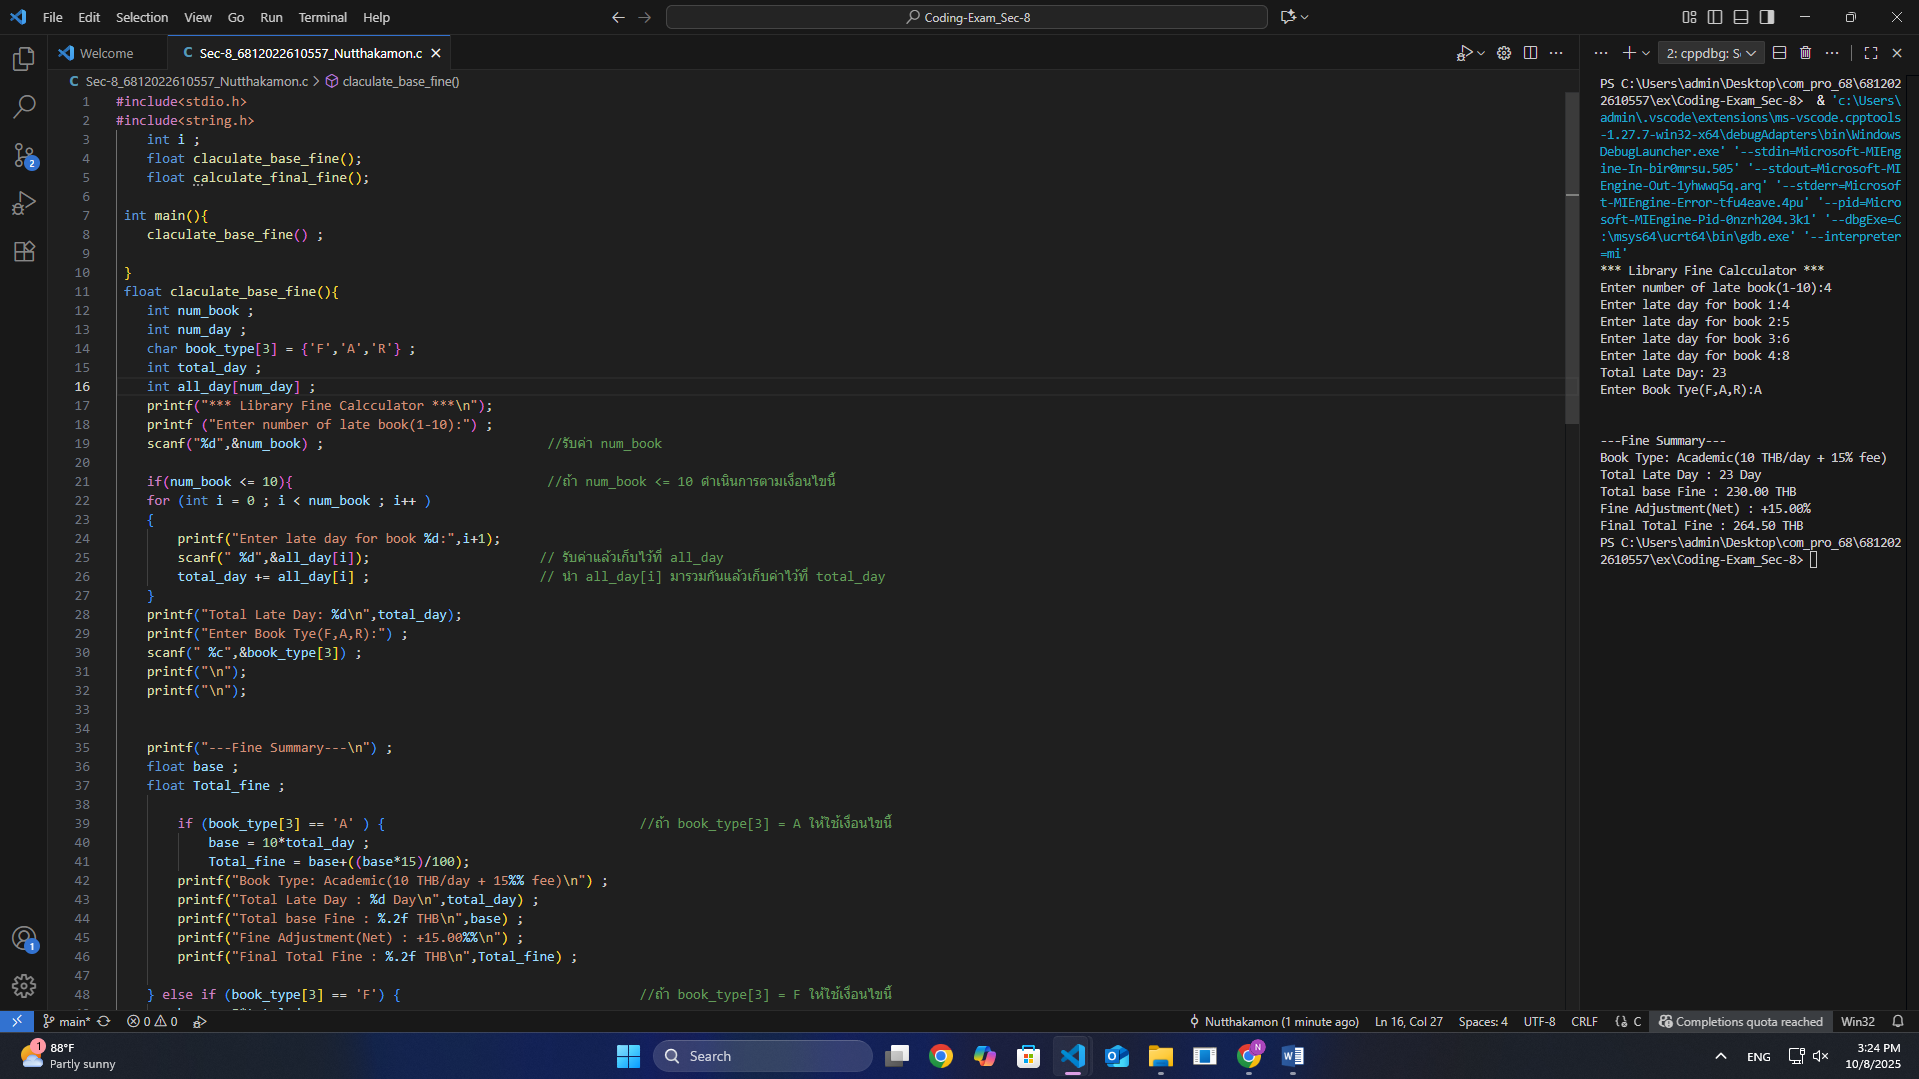 File Edit Selection View Go Run Terminal Help
Coding-Exam_Sec-8
Welcome
C Sec-8_6812022610557_Nutthakamon.c
2: cppdbg: S
C Sec-8_6812022610557_Nutthakamon.c > claculate_base_fine()
1 #include<stdio.h>
2 #include<string.h>
3 int i ;
4 float claculate_base_fine();
5 float calculate_final_fine();
6
7 int main(){
8 claculate_base_fine() ;
9
10 }
11 float claculate_base_fine(){
12 int num_book ;
13 int num_day ;
14 char book_type[3] = {'F','A','R'} ;
15 int total_day ;
16 int all_day[num_day] ;
17 printf("*** Library Fine Calcculator ***\n");
18 printf ("Enter number of late book(1-10):") ;
19 scanf("%d",&num_book) ; //รับค่า num_book
20
21 if(num_book <= 10){ //ถ้า num_book <= 10 ดำเนินการตามเงื่อนไขนี้
22 for (int i = 0 ; i < num_book ; i++ )
23 {
24 printf("Enter late day for book %d:",i+1);
25 scanf(" %d",&all_day[i]); // รับค่าแล้วเก็บไว้ที่ all_day
26 total_day += all_day[i] ; // นำ all_day[i] มารวมกันแล้วเก็บค่าไว้ที่ total_day
27 }
28 printf("Total Late Day: %d\n",total_day);
29 printf("Enter Book Tye(F,A,R):") ;
30 scanf(" %c",&book_type[3]) ;
31 printf("\n");
32 printf("\n");
33
34
35 printf("---Fine Summary---\n") ;
36 float base ;
37 float Total_fine ;
38
39 if (book_type[3] == 'A' ) { //ถ้า book_type[3] = A ให้ใช้เงื่อนไขนี้
40 base = 10*total_day ;
41 Total_fine = base+((base*15)/100);
42 printf("Book Type: Academic(10 THB/day + 15%% fee)\n") ;
43 printf("Total Late Day : %d Day\n",total_day) ;
44 printf("Total base Fine : %.2f THB\n",base) ;
45 printf("Fine Adjustment(Net) : +15.00%%\n") ;
46 printf("Final Total Fine : %.2f THB\n",Total_fine) ;
47
48 } else if (book_type[3] == 'F') { //ถ้า book_type[3] = F ให้ใช้เงื่อนไขนี้
PS C:\Users\admin\Desktop\com_pro_68\681202
2610557\ex\Coding-Exam_Sec-8> & 'c:\Users\
admin\.vscode\extensions\ms-vscode.cpptools
-1.27.7-win32-x64\debugAdapters\bin\Windows
DebugLauncher.exe' '--stdin=Microsoft-MIEng
ine-In-bir0mrsu.505' '--stdout=Microsoft-MI
Engine-Out-1yhwwq5q.arq' '--stderr=Microsof
t-MIEngine-Error-tfu4eave.4pu' '--pid=Micro
soft-MIEngine-Pid-0nzrh204.3k1' '--dbgExe=C
:\msys64\ucrt64\bin\gdb.exe' '--interpreter
=mi'
*** Library Fine Calcculator ***
Enter number of late book(1-10):4
Enter late day for book 1:4
Enter late day for book 2:5
Enter late day for book 3:6
Enter late day for book 4:8
Total Late Day: 23
Enter Book Tye(F,A,R):A
---Fine Summary---
Book Type: Academic(10 THB/day + 15% fee)
Total Late Day : 23 Day
Total base Fine : 230.00 THB
Fine Adjustment(Net) : +15.00%
Final Total Fine : 264.50 THB
PS C:\Users\admin\Desktop\com_pro_68\681202
2610557\ex\Coding-Exam_Sec-8>
2
1
main* 0 0 Nutthakamon (1 minute ago) Ln 16, Col 27 Spaces: 4 UTF-8 CRLF {} C Completions quota reached Win32
1
88°F
Partly sunny
Search
N
ENG
3:24 PM
10/8/2025